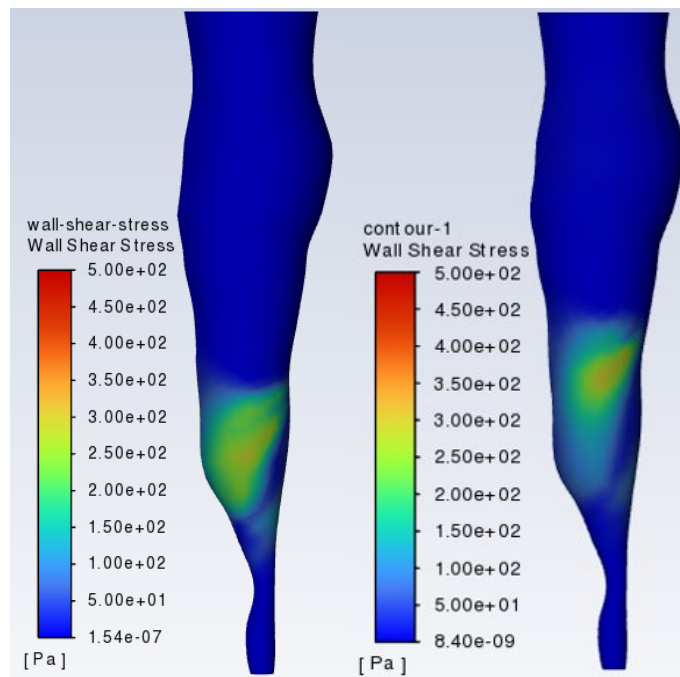 wall-shear-stress
Wall Shear Stress
5.00e+02
4.50e+02
4.00e+02
3.50e+02
3.00e+02
2.50e+02
2.00e+02
1.50e+02
1.00e+02
5.00e+01
1.54e-07
[ Pa ]
contour-1
Wall Shear Stress
5.00e+02
4.50e+02
4.00e+02
3.50e+02
3.00e+02
2.50e+02
2.00e+02
1.50e+02
1.00e+02
5.00e+01
8.40e-09
[ Pa ]